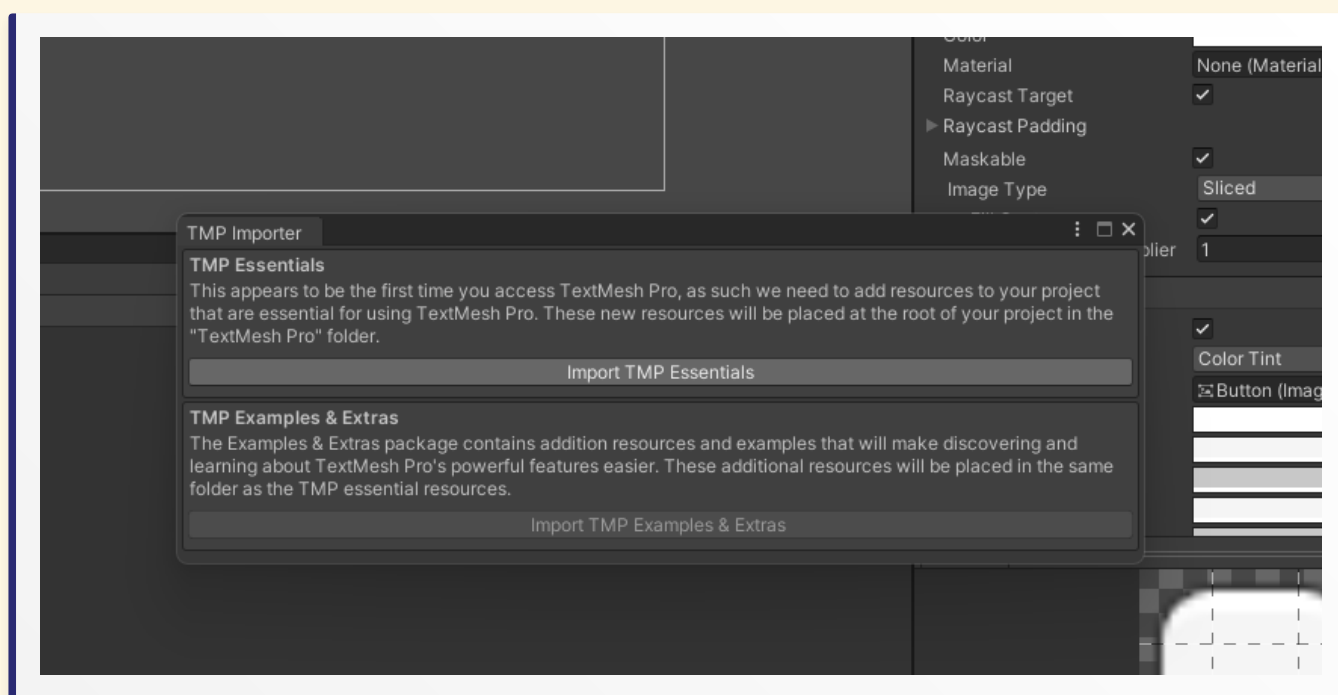 Material
None (Material
Raycast Target
Raycast Padding
Maskable
Image Type
Sliced
TMP Importer
plier
1
TMP Essentials
This appears to be the first time you access TextMesh Pro, as such we need to add resources to your project
that are essential for using TextMesh Pro. These new resources will be placed at the root of your project in the
"TextMesh Pro" folder.
Import TMP Essentials
Color Tint
Button (Imag
TMP Examples & Extras
The Examples & Extras package contains addition resources and examples that will make discovering and
learning about TextMesh Pro's powerful features easier. These additional resources will be placed in the same
folder as the TMP essential resources.
Import TMP Examples & Extras